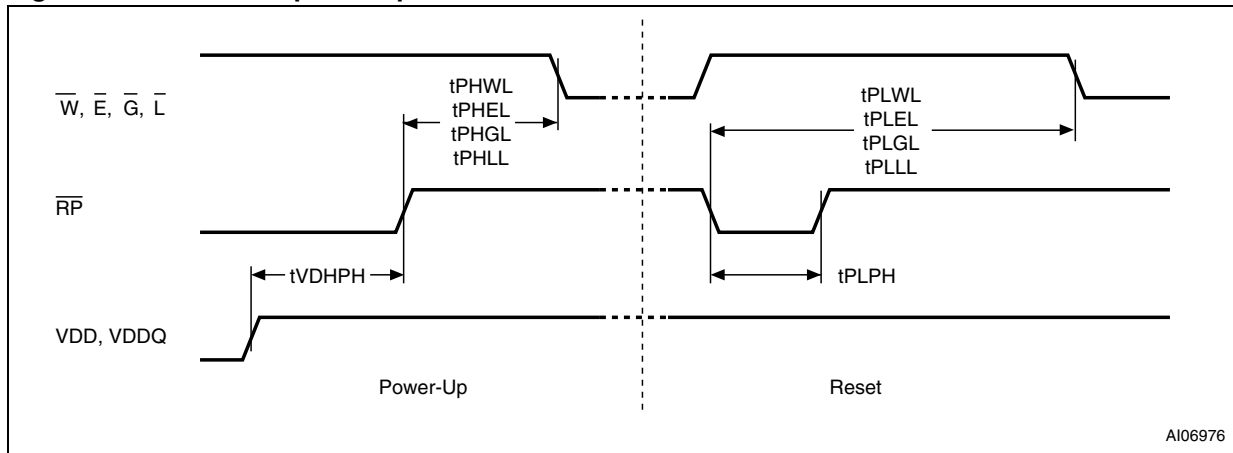 W, E, G, L
tPHWL
tPHEL
tPHGL
tPHLL
tPLWL
tPLEL
tPLGL
tPLLL
RP
tVDHPH
tPLPH
VDD, VDDQ
Power-Up
Reset
AI06976